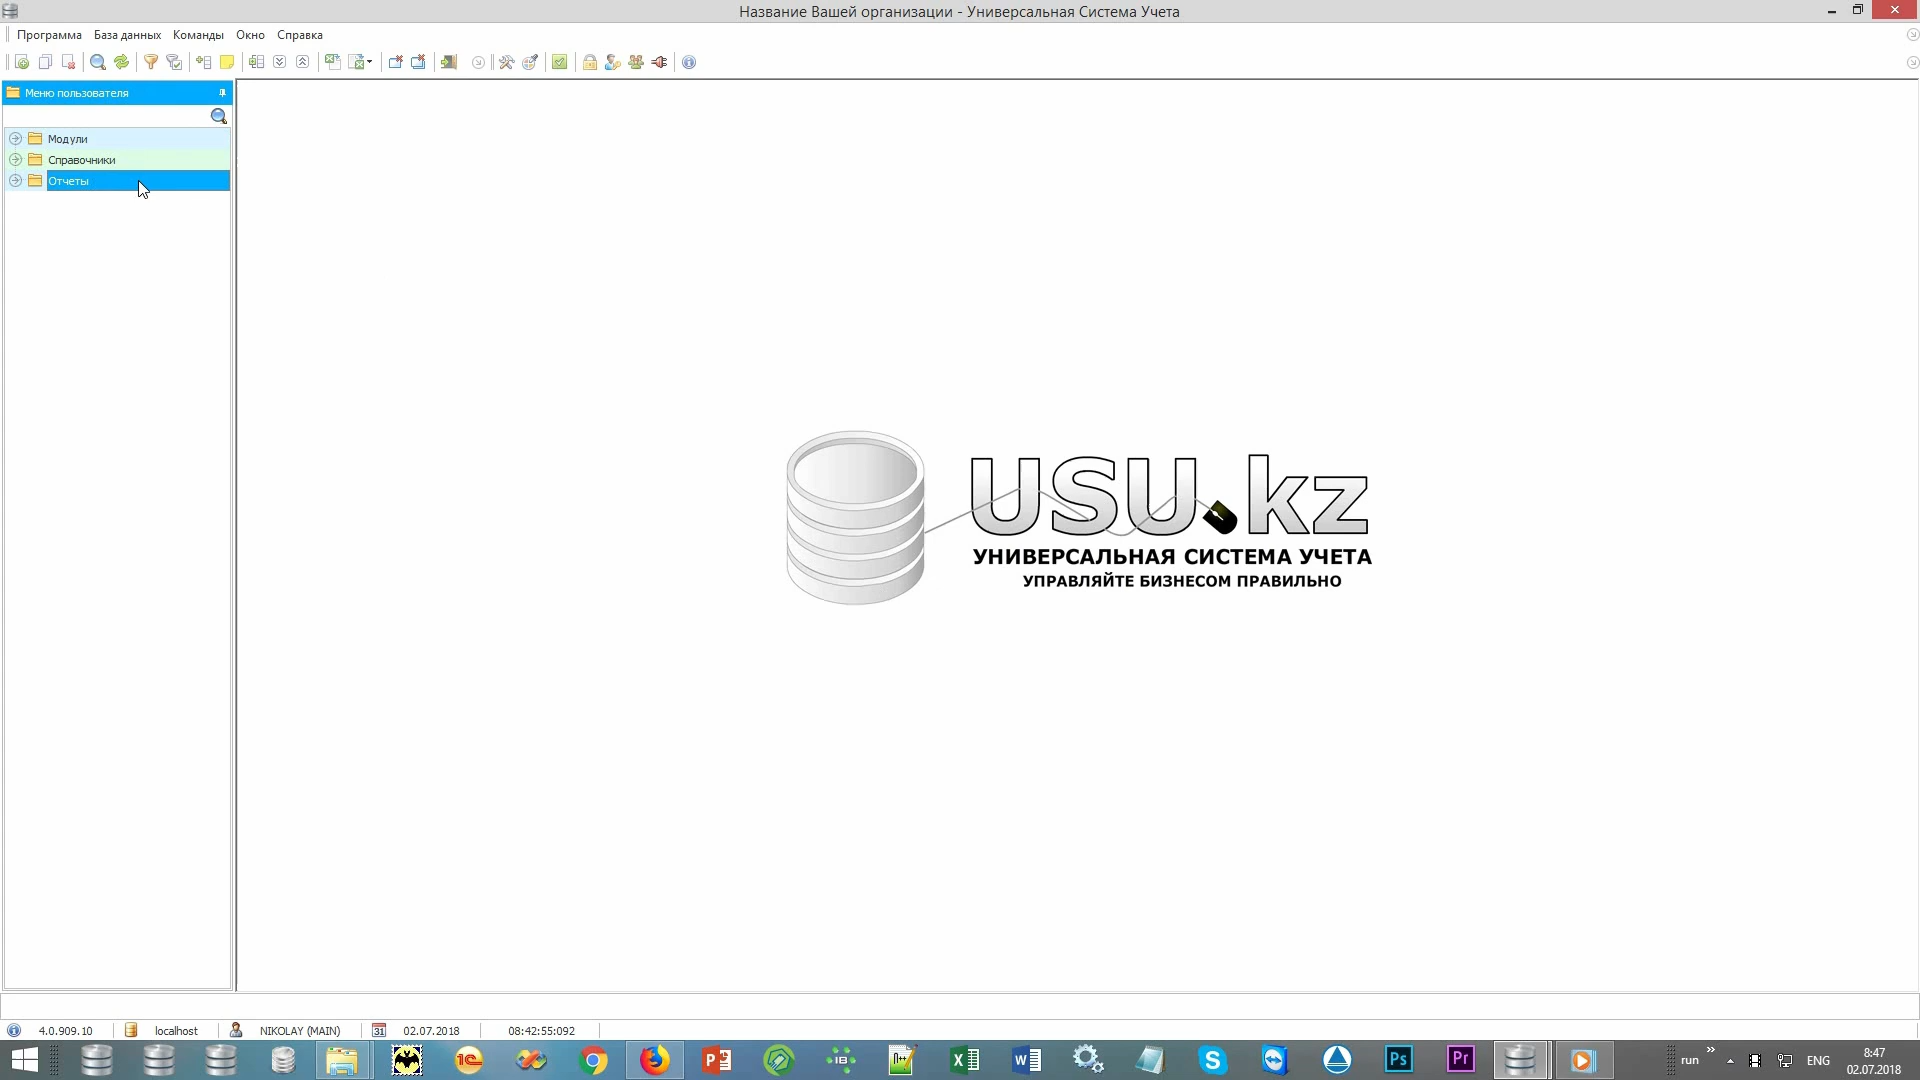 Название Вашей организации - Универсальная Система Учета
Программа База данных Команды Окно Справка
Меню пользователя
Модули
Справочники
Отчеты
USU.kz
УНИВЕРСАЛЬНАЯ СИСТЕМА УЧЕТА
УПРАВЛЯЙТЕ БИЗНЕСОМ ПРАВИЛЬНО
4.0.909.10 localhost NIKOLAY (MAIN) 31 02.07.2018 08:42:55:092
run ENG 8:47
02.07.2018